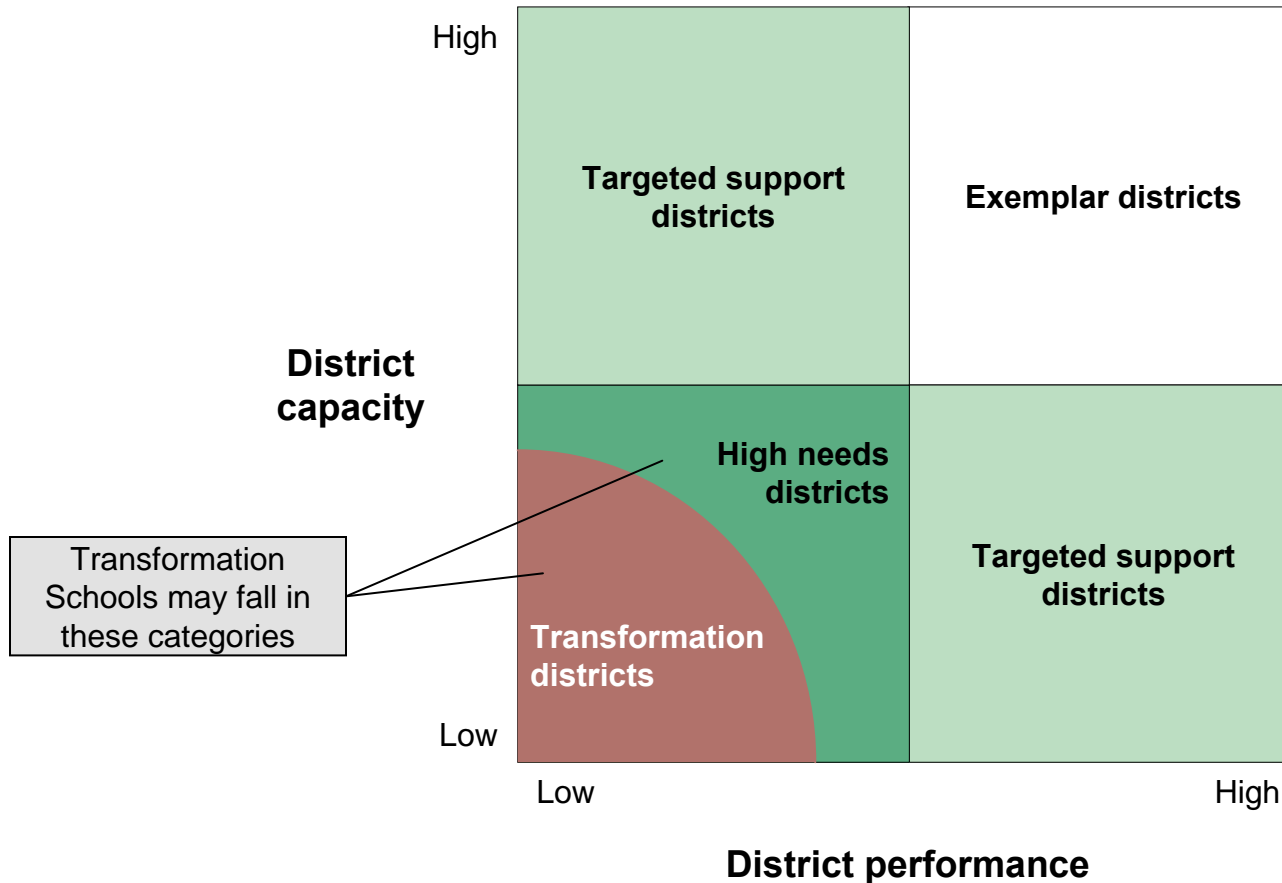 High
Targeted support
districts
Exemplar districts
District
capacity
High needs
districts
Transformation
Schools may fall in
these categories
Targeted support
districts
Transformation
districts
Low
Low
High
District performance